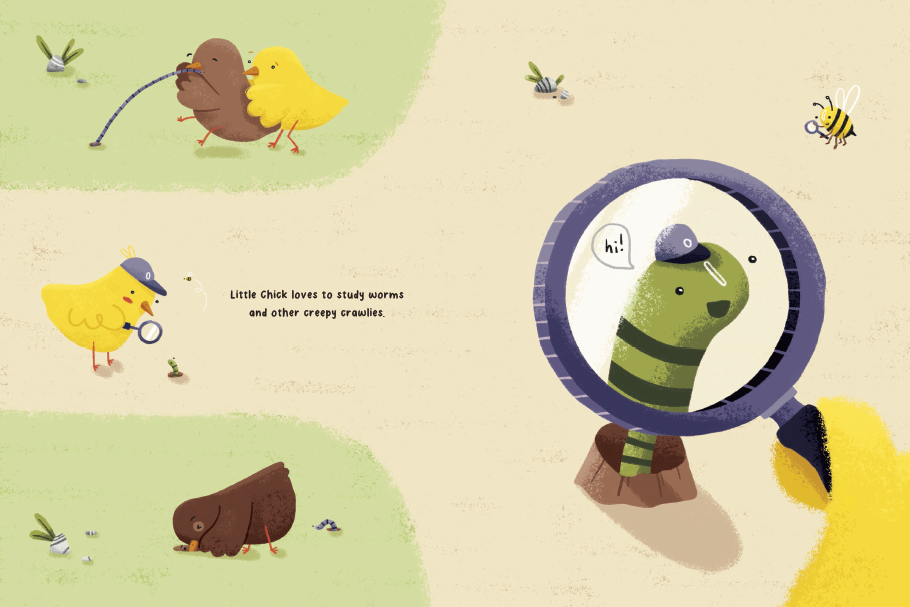 Little Chick loves to study worms
and other creepy crawlies.
hi!